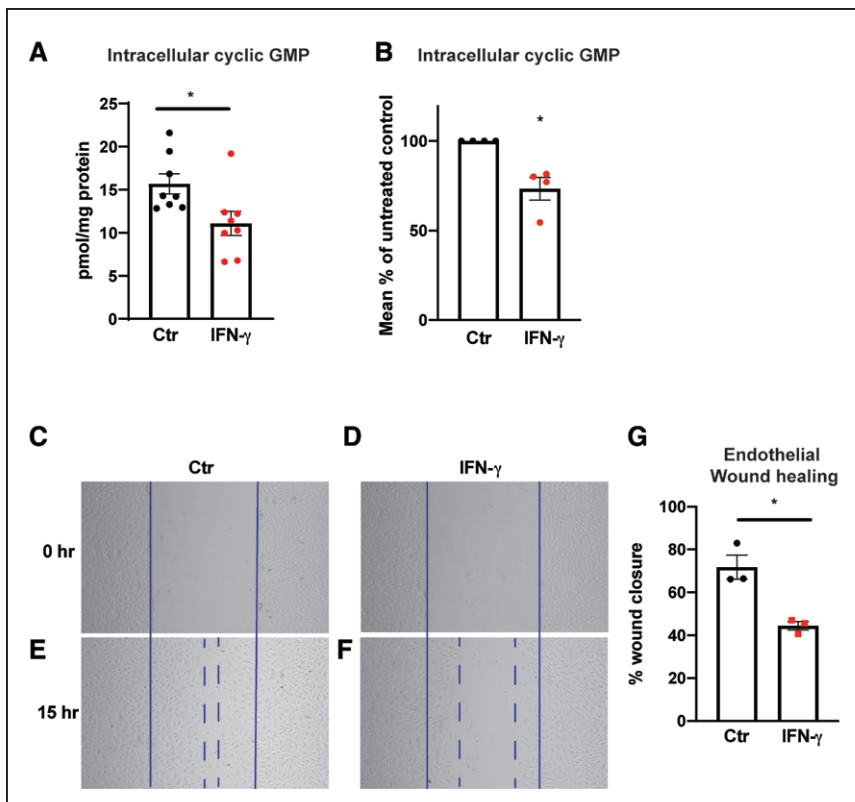 A
Intracellular cyclic GMP
*
25
20
15
10
5
0
pmol/mg protein
Ctr
IFN-γ
B
Intracellular cyclic GMP
*
100
50
0
Mean % of untreated control
Ctr
IFN-γ
C
Ctr
D
IFN-γ
0 hr
E
F
15 hr
G
Endothelial
Wound healing
*
100
80
60
40
20
0
% wound closure
Ctr
IFN-γ